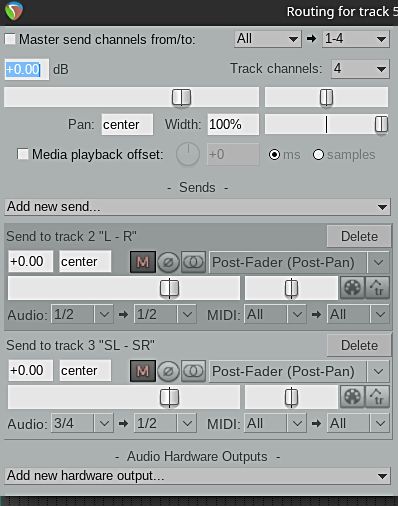 Routing for track 5
Master send channels from/to: All 1-4
+0.00 dB Track channels: 4
Pan: center Width: 100%
Media playback offset: +0 ms samples
- Sends -
Add new send...
Send to track 2 "L - R" Delete
+0.00 center M Post-Fader (Post-Pan)
tr
Audio: 1/2 1/2 MIDI: All All
Send to track 3 "SL - SR" Delete
+0.00 center M Post-Fader (Post-Pan)
tr
Audio: 3/4 1/2 MIDI: All All
- Audio Hardware Outputs -
Add new hardware output...